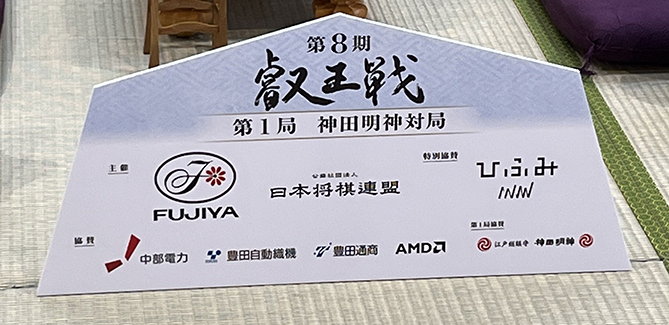 第8期
叡王戦
第1局 神田明神対局
主催
FUJIYA
公益社団法人
日本将棋連盟
特別協賛
ひふみ
協賛
中部電力
豊田自動織機
豊田通商
AMD
第1局協賛
江戸総鎮守 神田明神